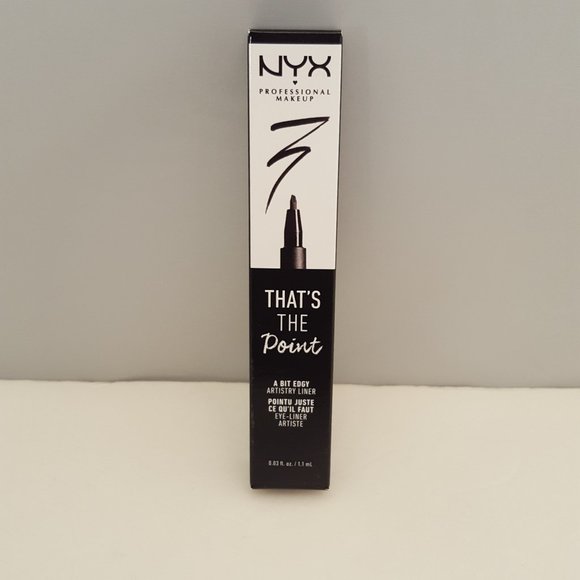 NYX
PROFESSIONAL
MAKEUP
THAT'S
THE
Point
A BIT EDGY
ARTISTRY LINER
POINTU JUSTE
CE QU'IL FAUT
EYE-LINER
ARTISTE
0.03 fl. oz. / 1.1 mL